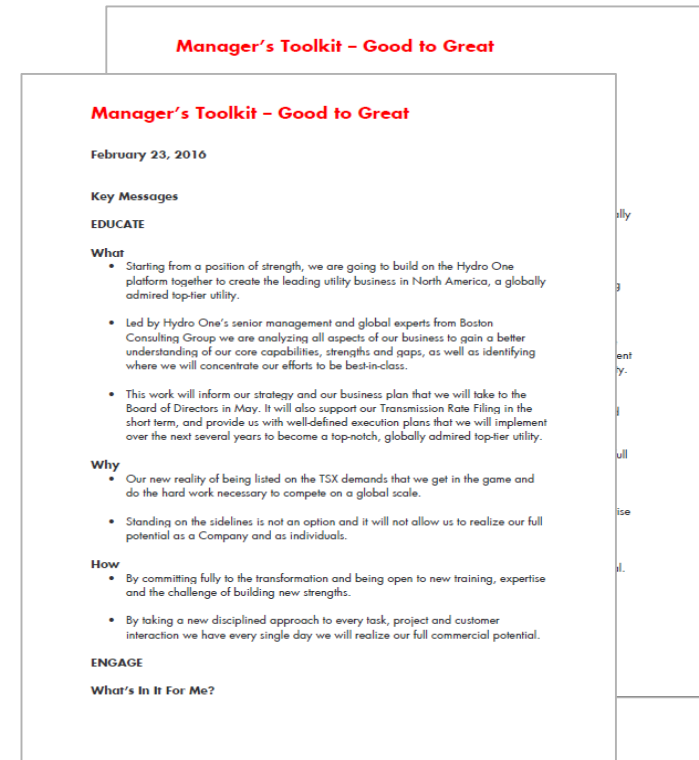 Manager's Toolkit – Good to Great
Manager's Toolkit – Good to Great
February 23, 2016
Key Messages
EDUCATE
What
• Starting from a position of strength, we are going to build on the Hydro One
platform together to create the leading utility business in North America, a globally
admired top-tier utility.
• Led by Hydro One's senior management and global experts from Boston
Consulting Group we are analyzing all aspects of our business to gain a better
understanding of our core capabilities, strengths and gaps, as well as identifying
where we will concentrate our efforts to be best-in-class.
• This work will inform our strategy and our business plan that we will take to the
Board of Directors in May. It will also support our Transmission Rate Filing in the
short term, and provide us with well-defined execution plans that we will implement
over the next several years to become a top-notch, globally admired top-tier utility.
Why
• Our new reality of being listed on the TSX demands that we get in the game and
do the hard work necessary to compete on a global scale.
• Standing on the sidelines is not an option and it will not allow us to realize our full
potential as a Company and as individuals.
How
• By committing fully to the transformation and being open to new training, expertise
and the challenge of building new strengths.
• By taking a new disciplined approach to every task, project and customer
interaction we have every single day we will realize our full commercial potential.
ENGAGE
What's In It For Me?